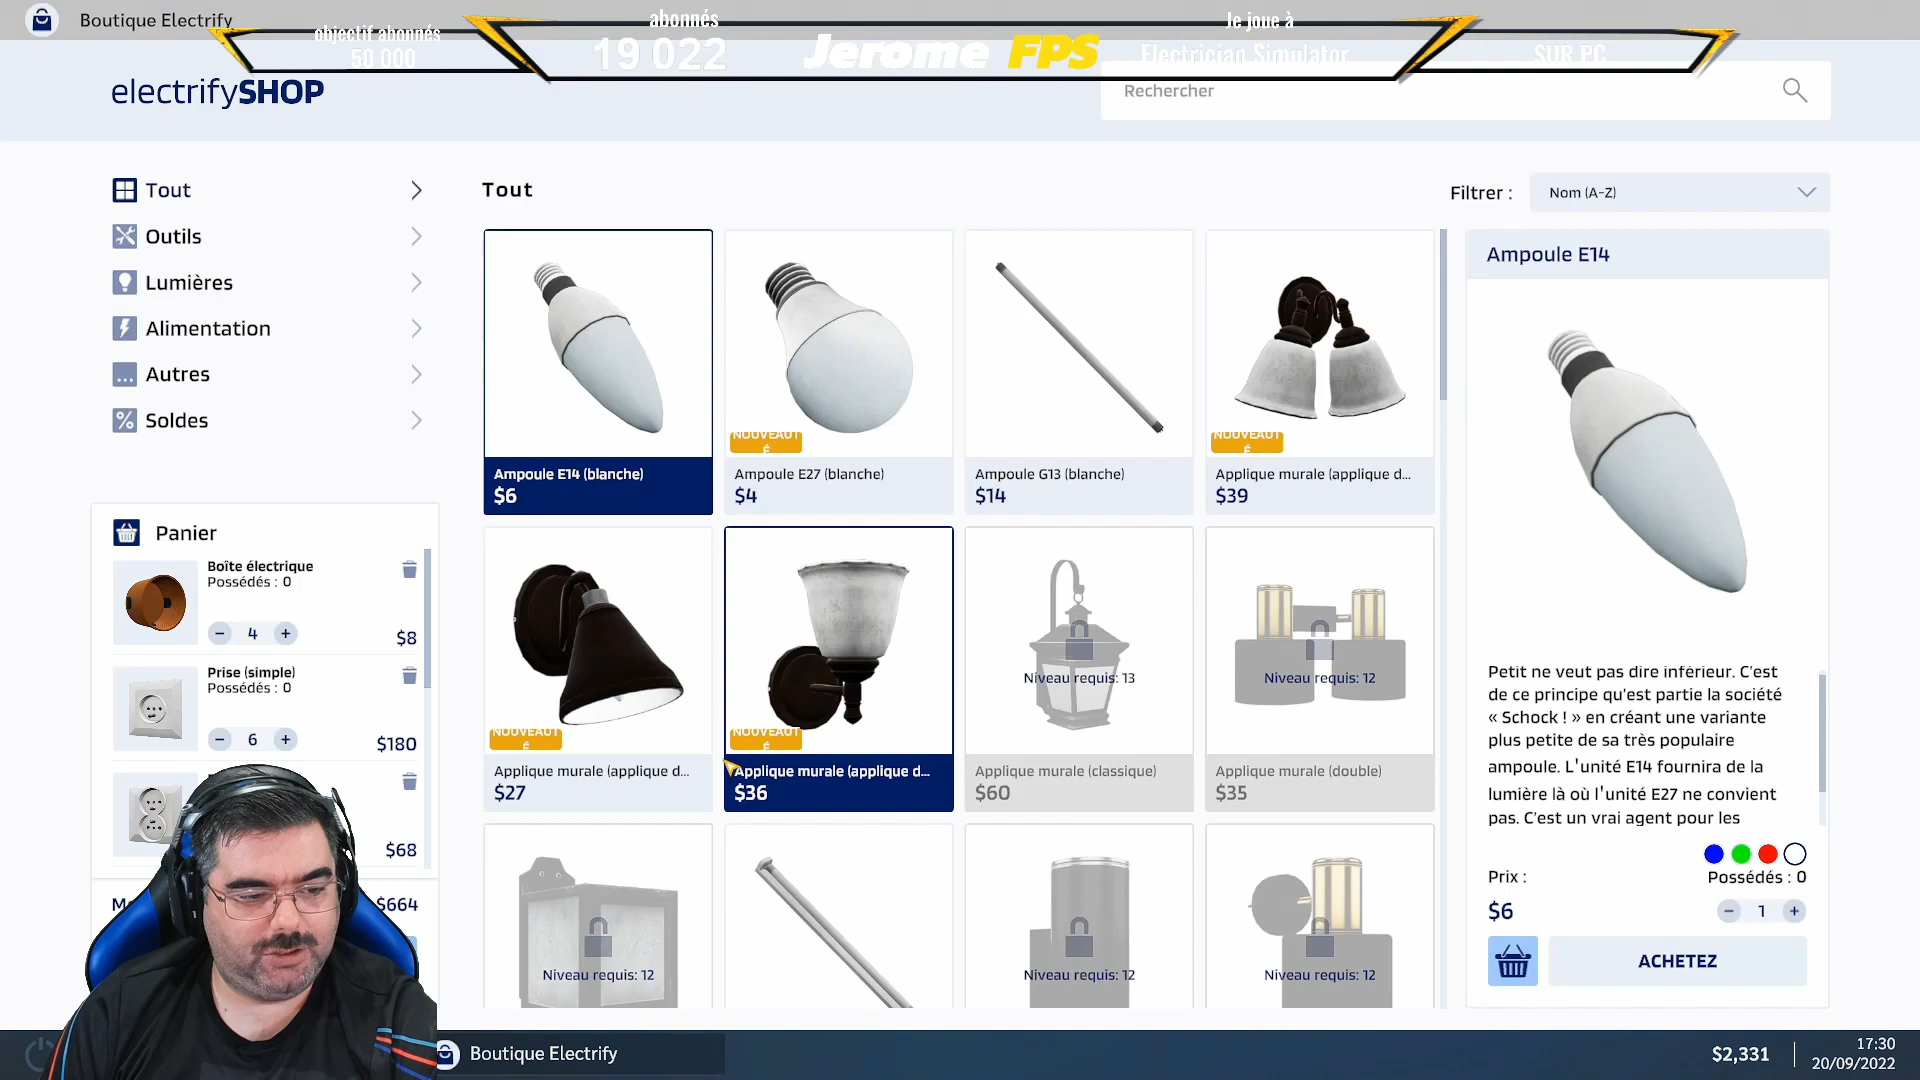 Boutique Electrify
objectif abonnés
50 000
abonnés
19 022
Jerome FPS
Je joue à
Electrician Simulator
SUR PC
electrifySHOP
Rechercher
Tout
Outils
Lumières
Alimentation
Autres
Soldes
Tout
Filtrer :
Nom (A-Z)
Ampoule E14 (blanche)
$6
NOUVEAUT
É
Ampoule E27 (blanche)
$4
Ampoule G13 (blanche)
$14
NOUVEAUT
É
Applique murale (applique d...
$39
NOUVEAUT
É
Applique murale (applique d...
$27
NOUVEAUT
É
Applique murale (applique d...
$36
Niveau requis: 13
Applique murale (classique)
$60
Niveau requis: 12
Applique murale (double)
$35
Niveau requis: 12
Niveau requis: 12
Niveau requis: 12
Panier
Boîte électrique
Possédés : 0
4
$8
Prise (simple)
Possédés : 0
6
$180
$68
$664
Ampoule E14
Petit ne veut pas dire inférieur. C'est
de ce principe qu'est partie la société
« Schock ! » en créant une variante
plus petite de sa très populaire
ampoule. L'unité E14 fournira de la
lumière là où l'unité E27 ne convient
pas. C'est un vrai agent pour les
Prix :
Possédés : 0
$6
1
ACHETEZ
Boutique Electrify
$2,331
17:30
20/09/2022